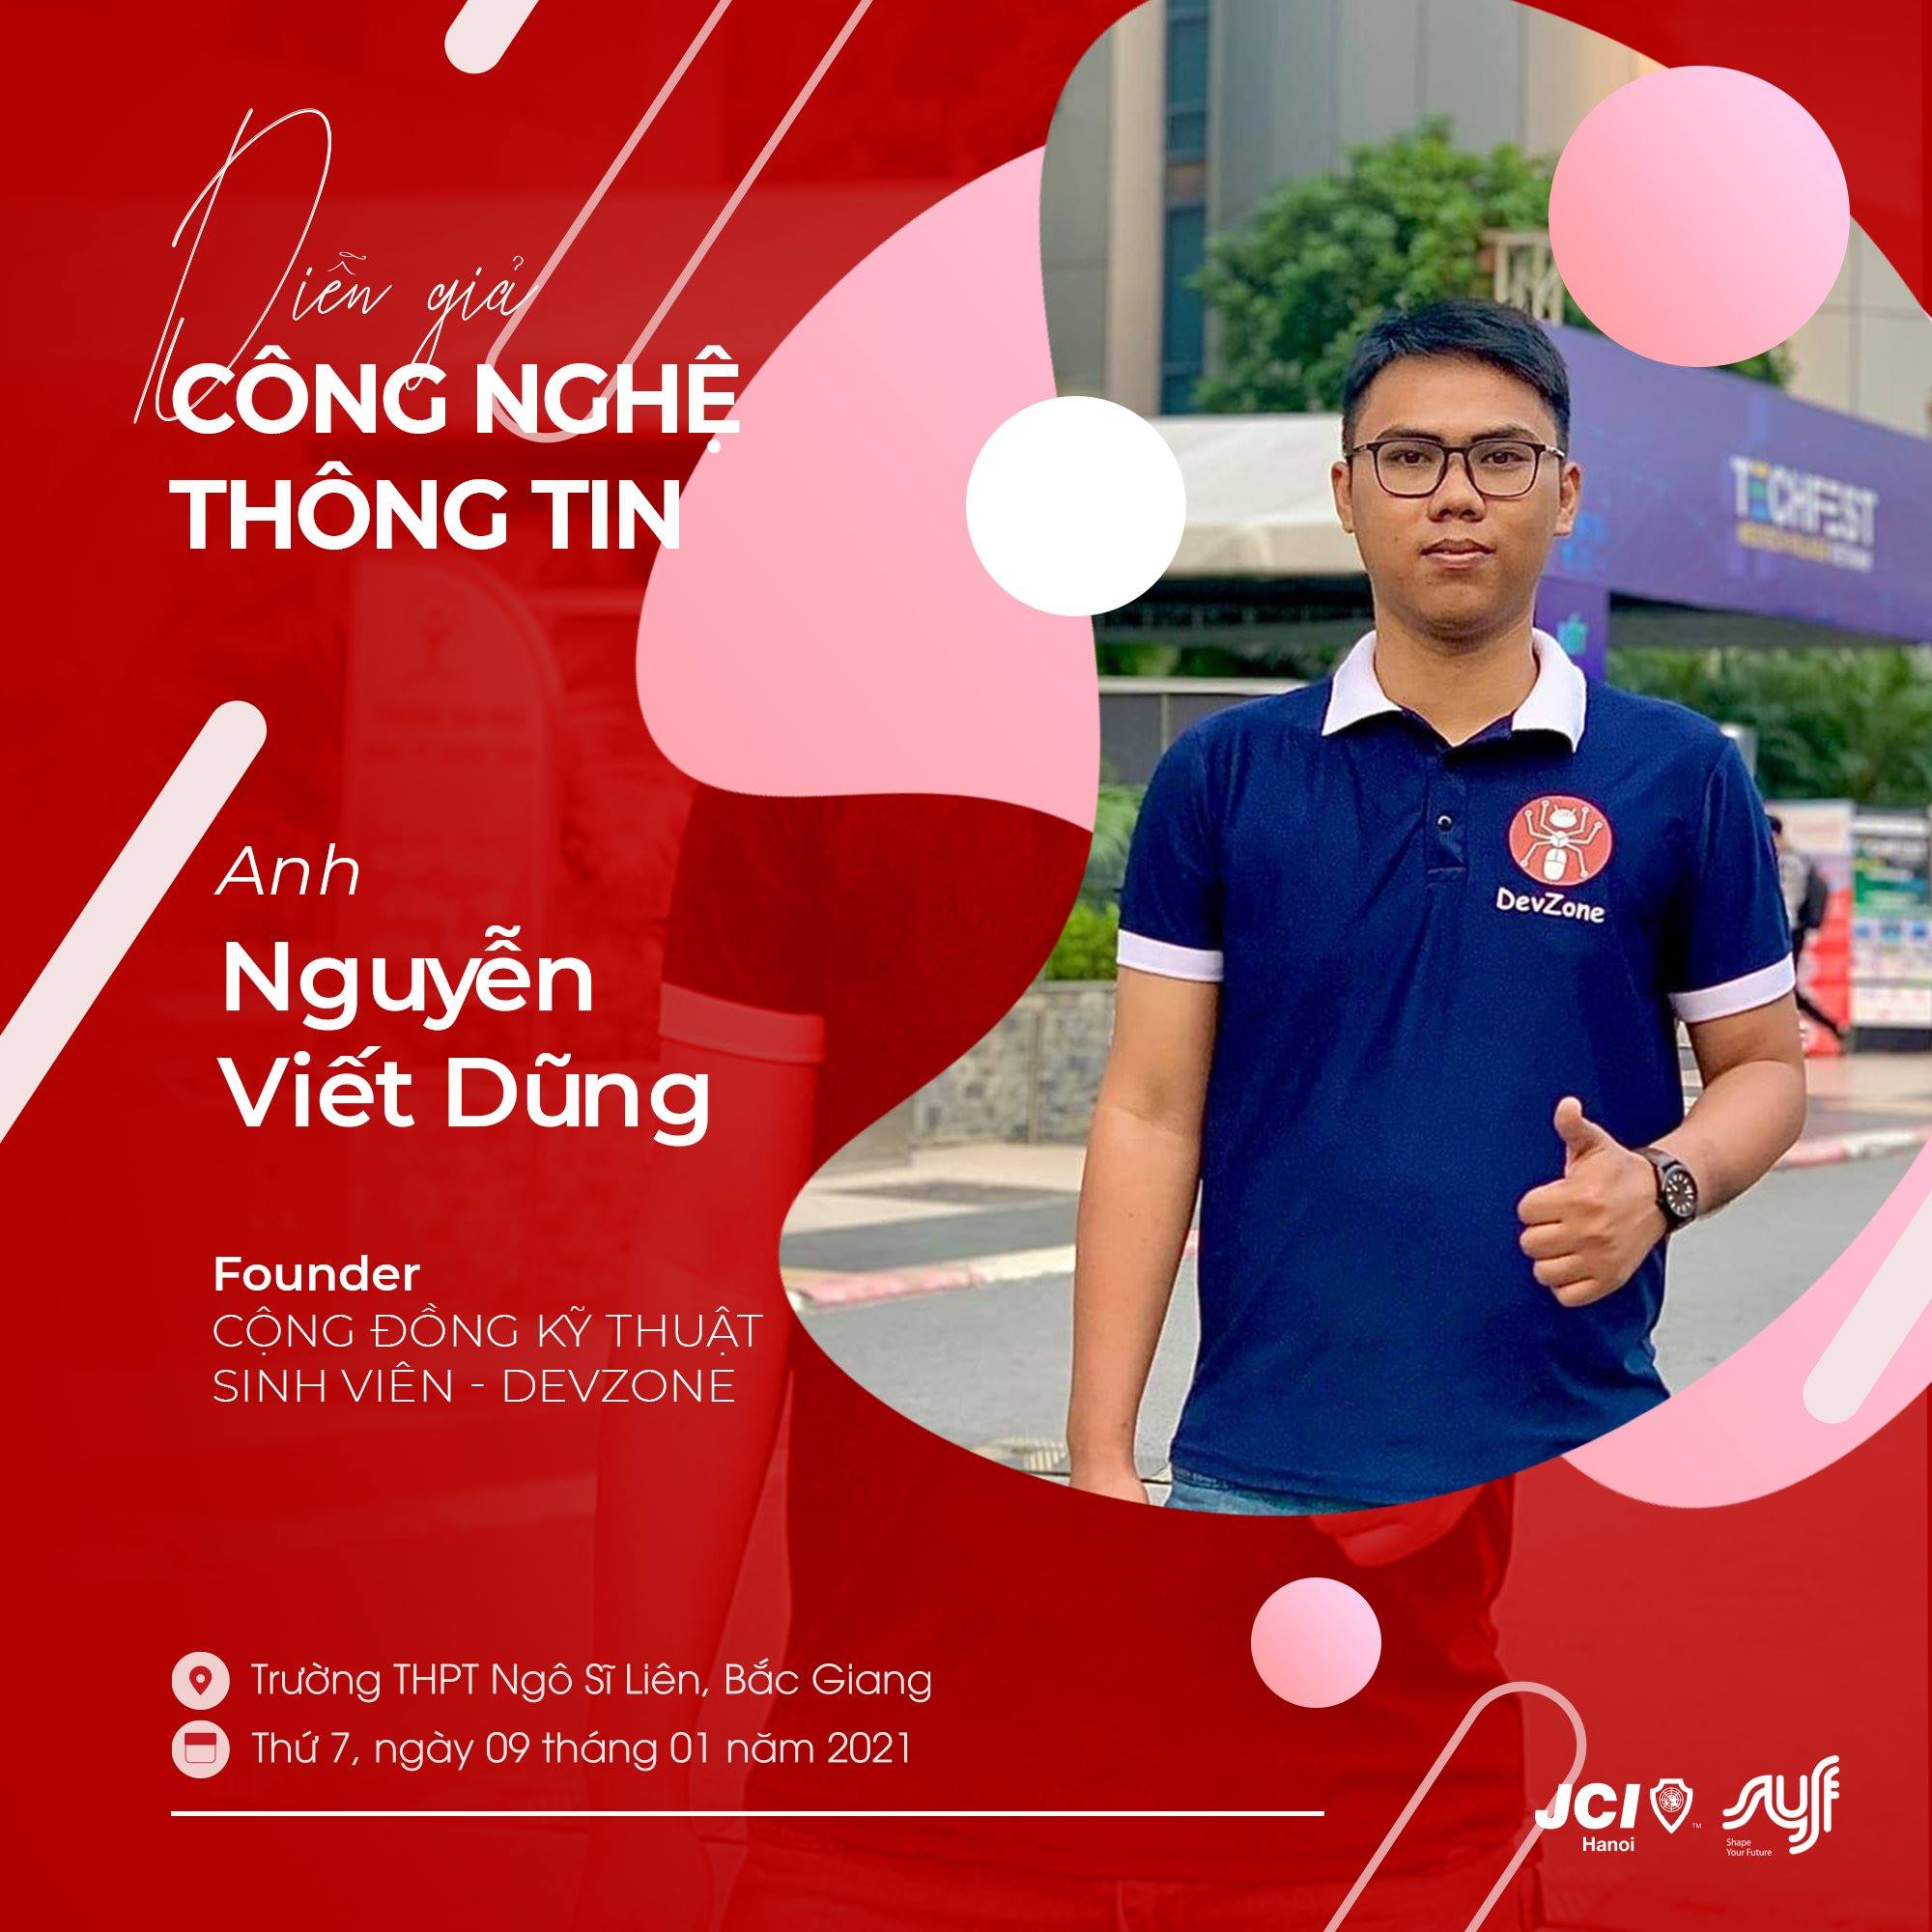 Diễn giả
CÔNG NGHỆ
THÔNG TIN
TECHFEST
DevZone
Anh
Nguyễn
Viết Dũng
Founder
CỘNG ĐỒNG KỸ THUẬT
SINH VIÊN - DEVZONE
Trường THPT Ngô Sĩ Liên, Bắc Giang
Thứ 7, ngày 09 tháng 01 năm 2021
JCI
TM
Hanoi
syf
Shape
Your Future